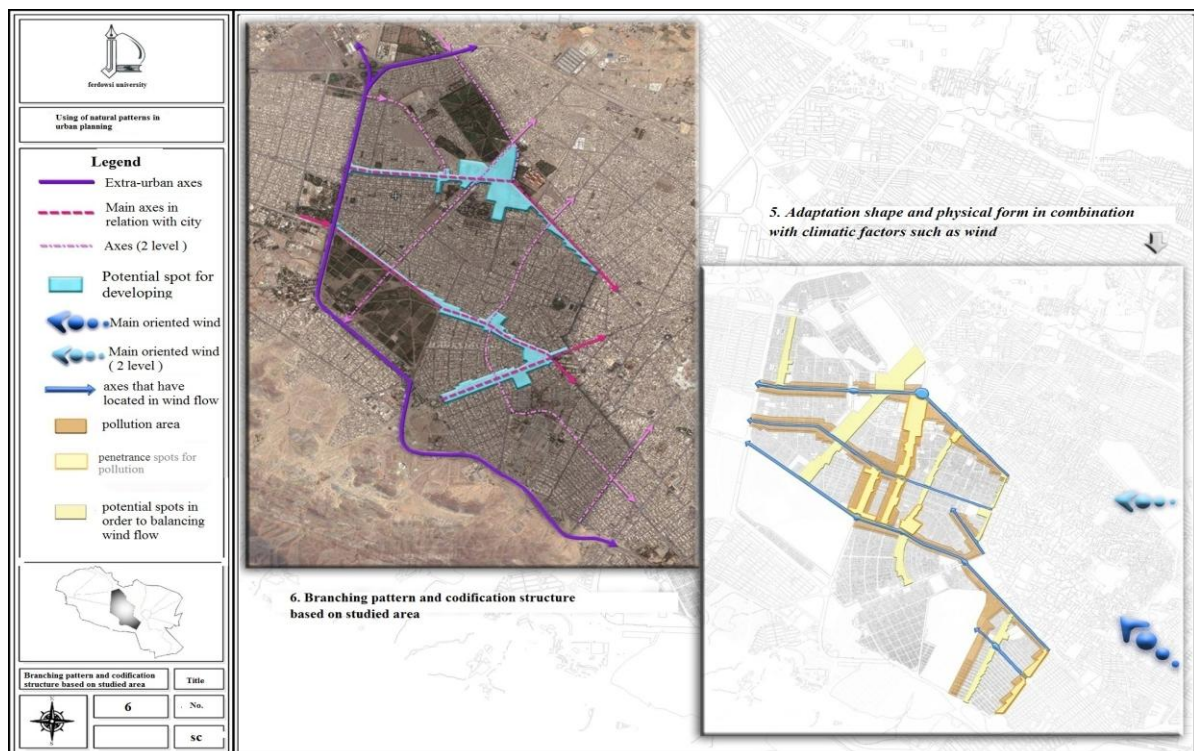 ferdowsi university
Using of natural patterns in
urban planning
Legend
Extra-urban axes
Main axes in
relation with city
Axes (2 level )
Potential spot for
developing
Main oriented wind
Main oriented wind
( 2 level )
axes that have
located in wind flow
pollution area
penetrance spots for
pollution
potential spots in
order to balancing
wind flow
Branching pattern and codification
structure based on studied area
Title
6
No.
sc
5. Adaptation shape and physical form in combination
with climatic factors such as wind
6. Branching pattern and codification structure
based on studied area